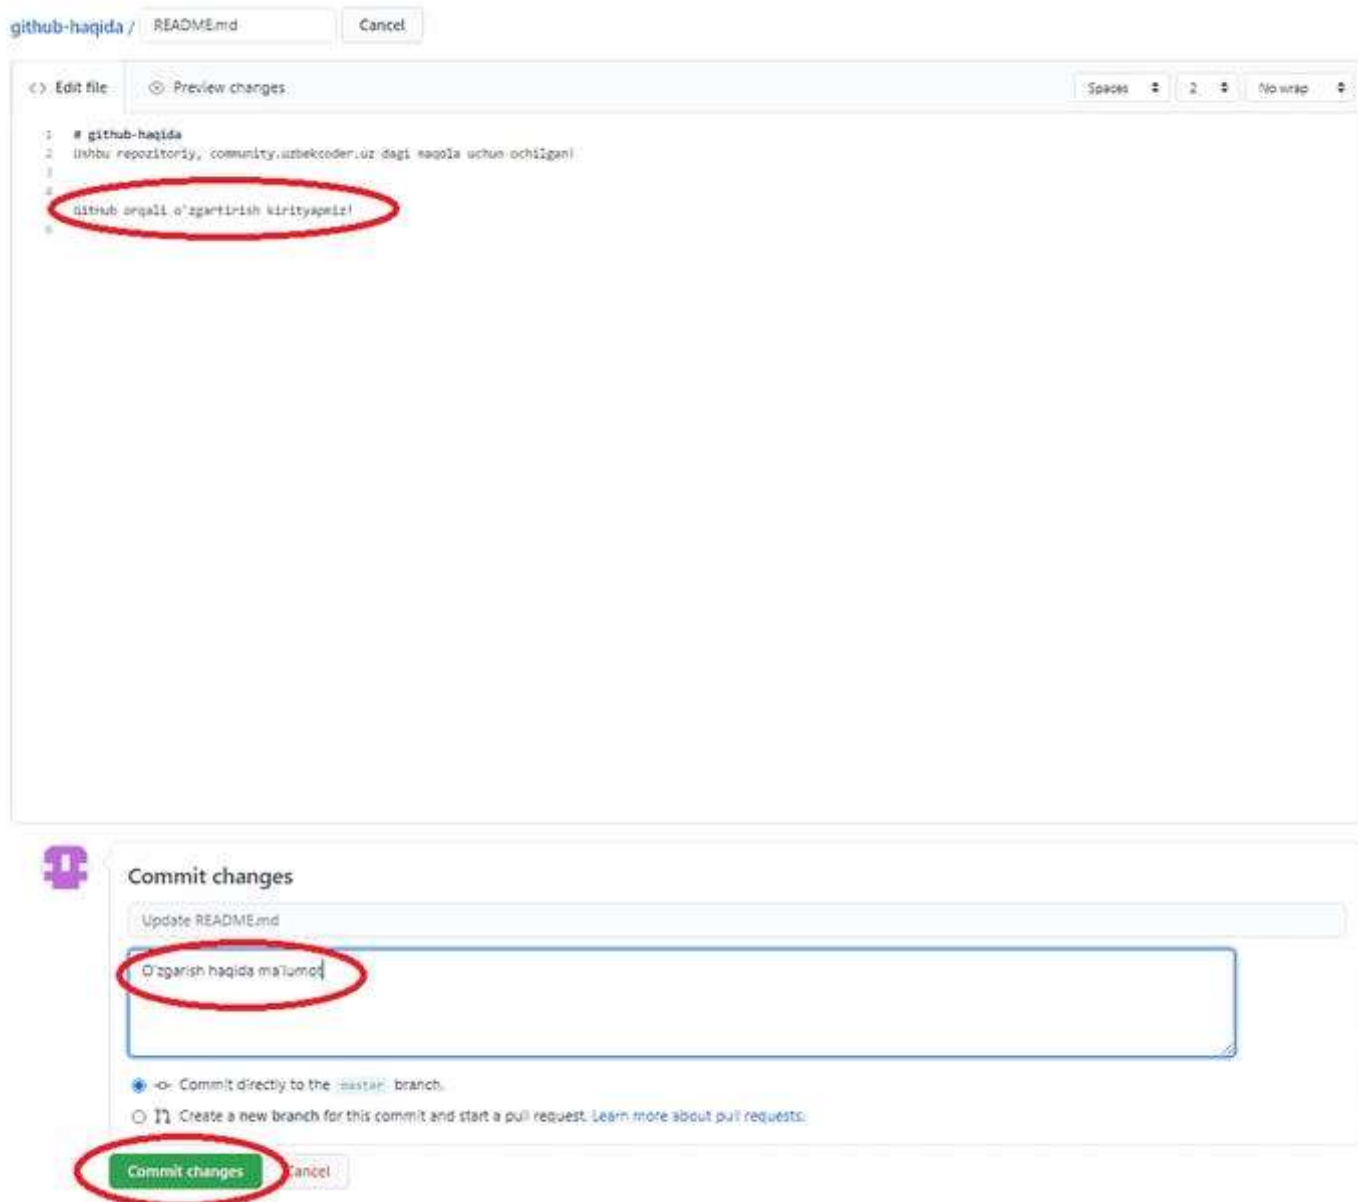 github-haqida / README.md Cancel
<> Edit file Preview changes Spaces 2 No wrap
1 # github-haqida
2 Ushbu repozitoriy, community.uzbekcoder.uz dagi maqola uchun ochilgan!
3
4
GitHub orqali o'zgartirish kirityapmiz!
6
Commit changes
Update README.md
O'zgarish haqida ma'lumot
Commit directly to the master branch.
Create a new branch for this commit and start a pull request. Learn more about pull requests.
Commit changes Cancel